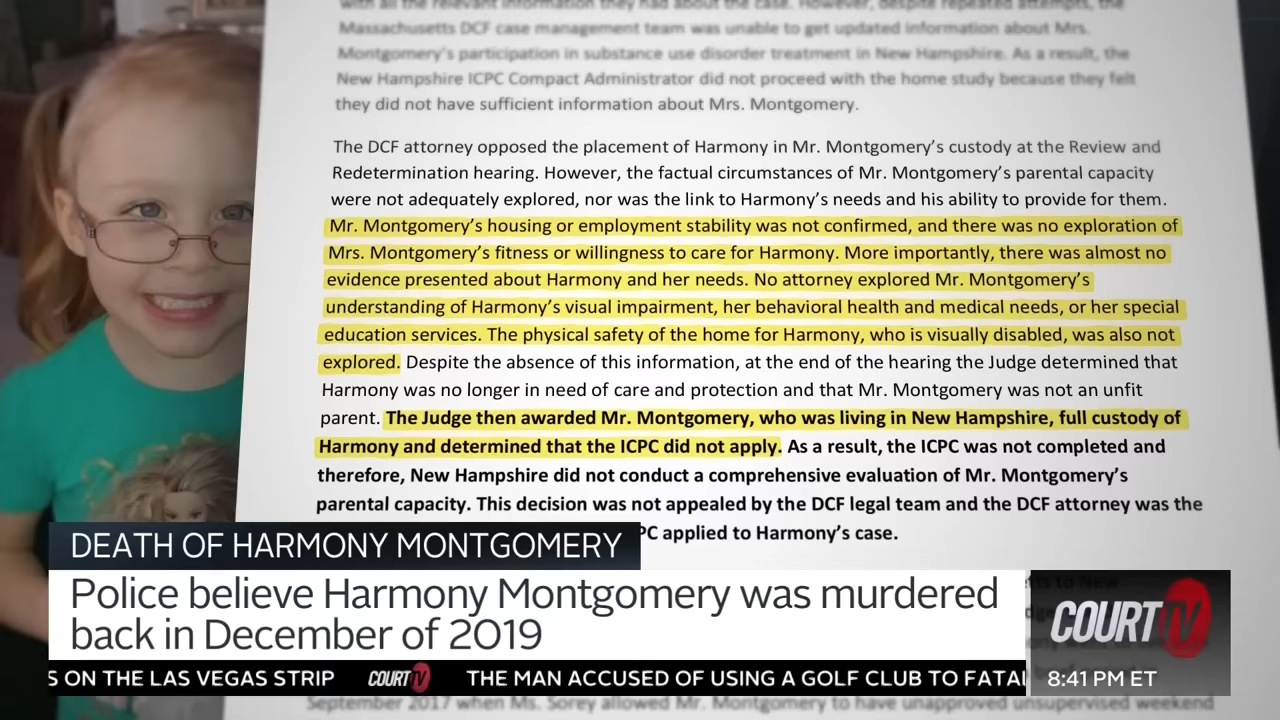 with all the relevant information they had about the case. However, despite repeated attempts, the
Massachusetts DCF case management team was unable to get updated information about Mrs.
Montgomery's participation in substance use disorder treatment in New Hampshire. As a result, the
New Hampshire ICPC Compact Administrator did not proceed with the home study because they felt
they did not have sufficient information about Mrs. Montgomery.
The DCF attorney opposed the placement of Harmony in Mr. Montgomery's custody at the Review and
Redetermination hearing. However, the factual circumstances of Mr. Montgomery's parental capacity
were not adequately explored, nor was the link to Harmony's needs and his ability to provide for them.
Mr. Montgomery's housing or employment stability was not confirmed, and there was no exploration of
Mrs. Montgomery's fitness or willingness to care for Harmony. More importantly, there was almost no
evidence presented about Harmony and her needs. No attorney explored Mr. Montgomery's
understanding of Harmony's visual impairment, her behavioral health and medical needs, or her special
education services. The physical safety of the home for Harmony, who is visually disabled, was also not
explored. Despite the absence of this information, at the end of the hearing the Judge determined that
Harmony was no longer in need of care and protection and that Mr. Montgomery was not an unfit
parent. The Judge then awarded Mr. Montgomery, who was living in New Hampshire, full custody of
Harmony and determined that the ICPC did not apply. As a result, the ICPC was not completed and
therefore, New Hampshire did not conduct a comprehensive evaluation of Mr. Montgomery's
parental capacity. This decision was not appealed by the DCF legal team and the DCF attorney was the
PC applied to Harmony's case.
DEATH OF HARMONY MONTGOMERY
Police believe Harmony Montgomery was murdered
back in December of 2019
COURT TV
S ON THE LAS VEGAS STRIP COURT TV THE MAN ACCUSED OF USING A GOLF CLUB TO FATA
8:41 PM ET
September 2017 when Ms. Sorey allowed Mr. Montgomery to have unapproved unsupervised weekend